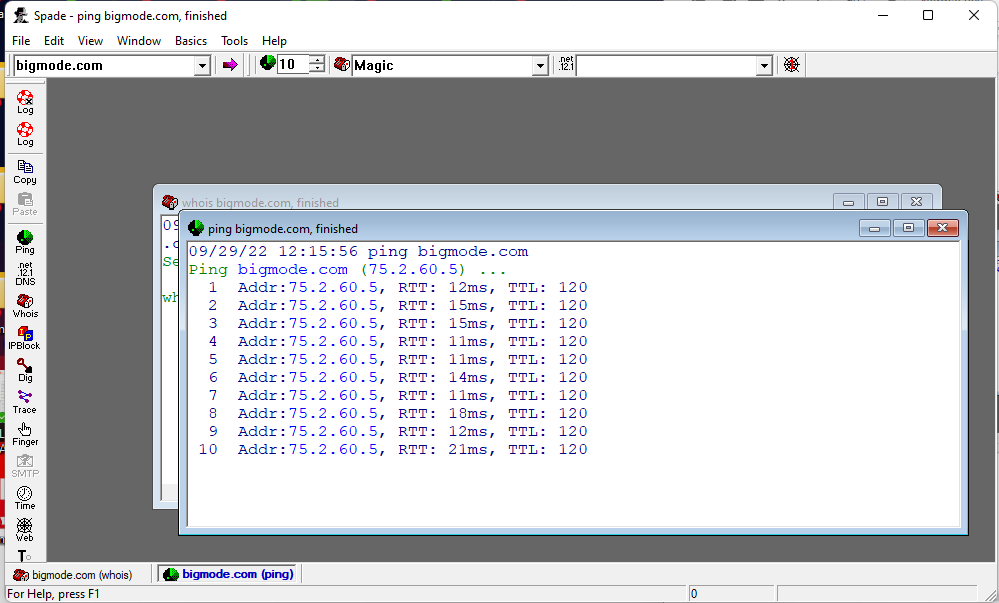 Spade - ping bigmode.com, finished
File Edit View Window Basics Tools Help
bigmode.com 10 Magic .net .12.1
Log
Log
Copy
Paste
Ping
.net
.12.1
DNS
Whois
IPBlock
Dig
Trace
Finger
SMTP
Time
Web
T
whois bigmode.com, finished
09
.c
Se
wh
ping bigmode.com, finished
09/29/22 12:15:56 ping bigmode.com
Ping bigmode.com (75.2.60.5) ...
1 Addr:75.2.60.5, RTT: 12ms, TTL: 120
2 Addr:75.2.60.5, RTT: 15ms, TTL: 120
3 Addr:75.2.60.5, RTT: 15ms, TTL: 120
4 Addr:75.2.60.5, RTT: 11ms, TTL: 120
5 Addr:75.2.60.5, RTT: 11ms, TTL: 120
6 Addr:75.2.60.5, RTT: 14ms, TTL: 120
7 Addr:75.2.60.5, RTT: 11ms, TTL: 120
8 Addr:75.2.60.5, RTT: 18ms, TTL: 120
9 Addr:75.2.60.5, RTT: 12ms, TTL: 120
10 Addr:75.2.60.5, RTT: 21ms, TTL: 120
bigmode.com (whois) bigmode.com (ping)
For Help, press F1 0